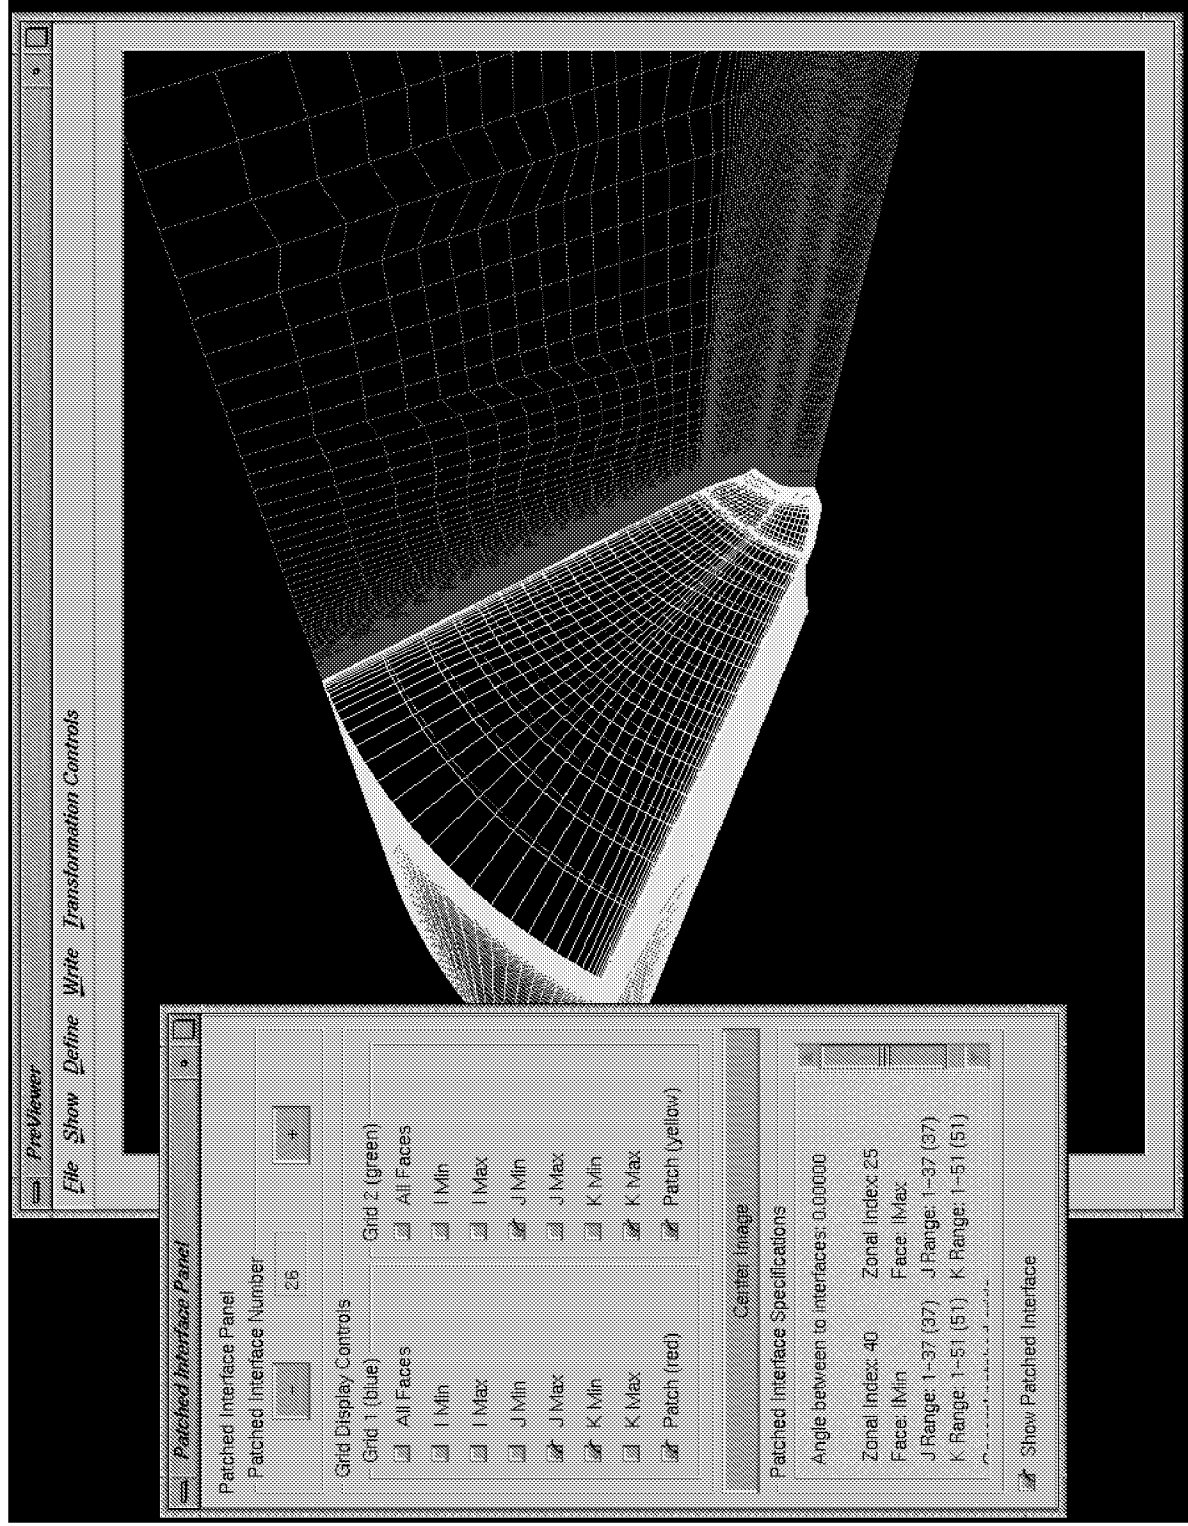 PreViewer
File Show Define Write Transformation Controls
Patched Interface Panel
Patched Interface Panel
Patched Interface Number
- 26 +
Grid Display Controls
Grid 1 (blue) Grid 2 (green)
All Faces All Faces
I Min I Min
I Max I Max
J Min J Min
J Max J Max
K Min K Min
K Max K Max
Patch (red) Patch (yellow)
Center Image
Patched Interface Specifications
Angle between to interfaces: 0.00000
Zonal Index: 40 Zonal Index: 25
Face: IMin Face: IMax
J Range: 1-37 (37) J Range: 1-37 (37)
K Range: 1-51 (51) K Range: 1-51 (51)
Show Patched Interface